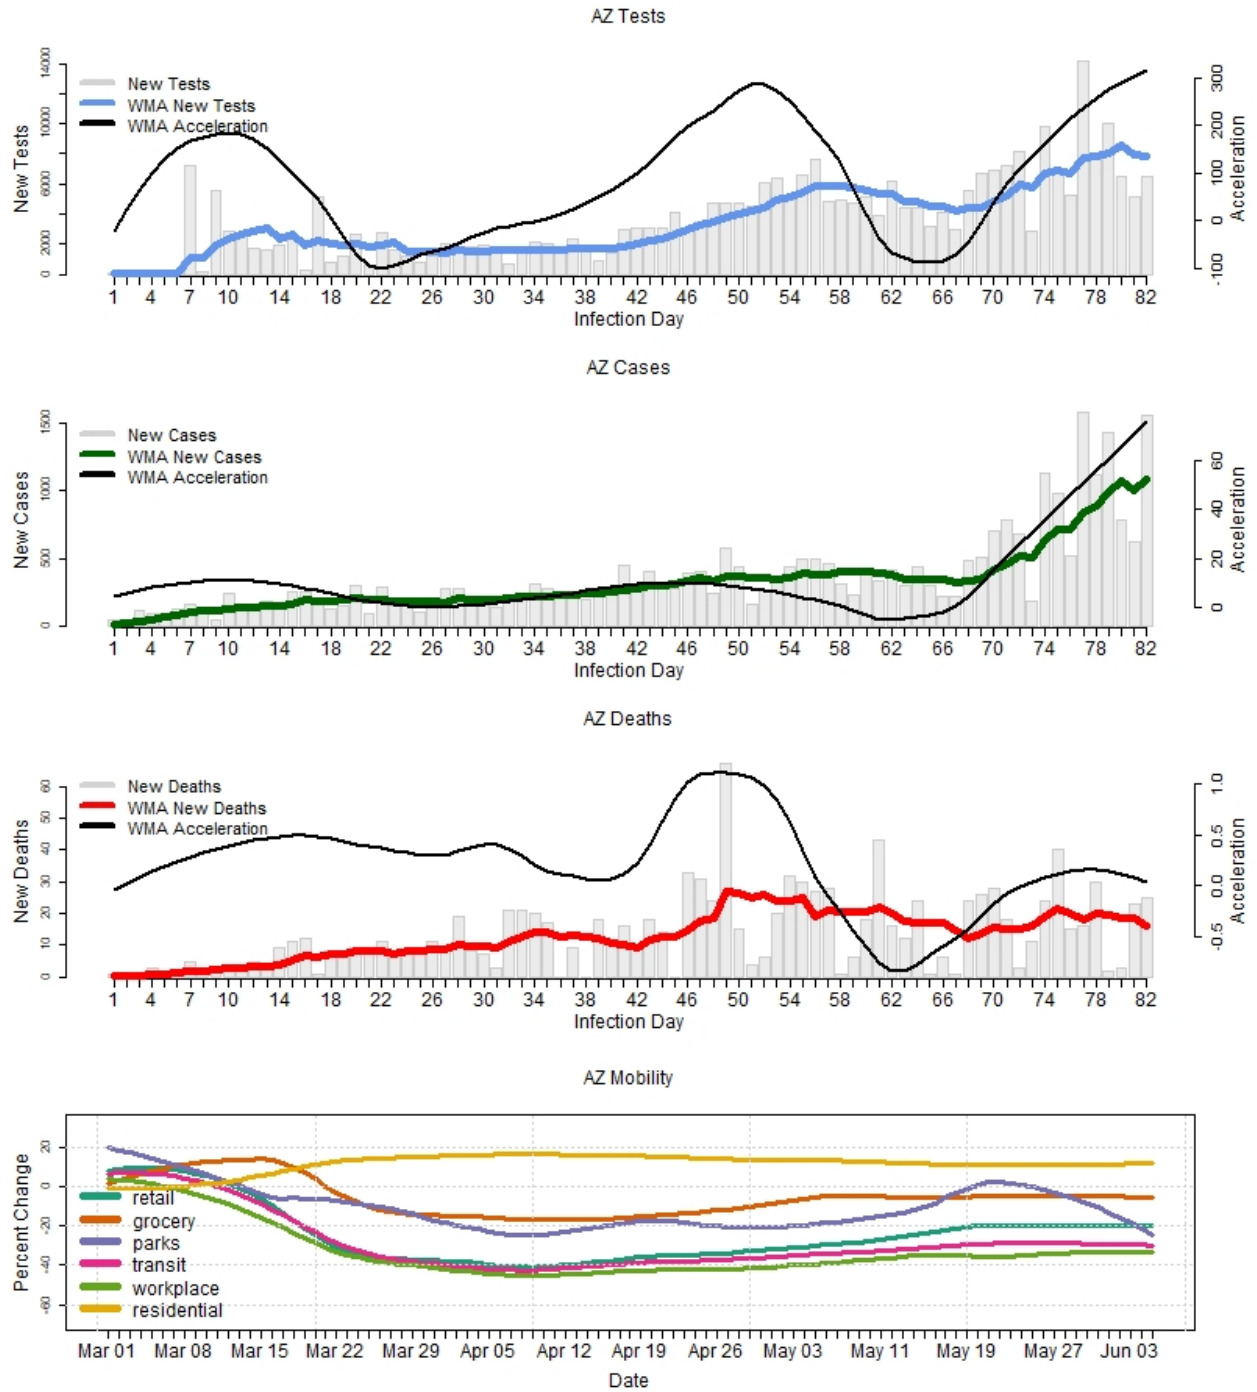 AZ Tests
New Tests
WMA New Tests
WMA Acceleration
New Tests
0 2000 6000 10000 14000
Acceleration
-100 0 100 200 300
1 4 7 10 14 18 22 26 30 34 38 42 46 50 54 58 62 66 70 74 78 82
Infection Day
AZ Cases
New Cases
WMA New Cases
WMA Acceleration
New Cases
0 500 1000 1500
Acceleration
0 20 40 60
1 4 7 10 14 18 22 26 30 34 38 42 46 50 54 58 62 66 70 74 78 82
Infection Day
AZ Deaths
New Deaths
WMA New Deaths
WMA Acceleration
New Deaths
0 10 20 30 40 50 60
Acceleration
-0.5 0.0 0.5 1.0
1 4 7 10 14 18 22 26 30 34 38 42 46 50 54 58 62 66 70 74 78 82
Infection Day
AZ Mobility
Percent Change
-60 -40 -20 0 20
retail
grocery
parks
transit
workplace
residential
Mar 01 Mar 08 Mar 15 Mar 22 Mar 29 Apr 05 Apr 12 Apr 19 Apr 26 May 03 May 11 May 19 May 27 Jun 03
Date